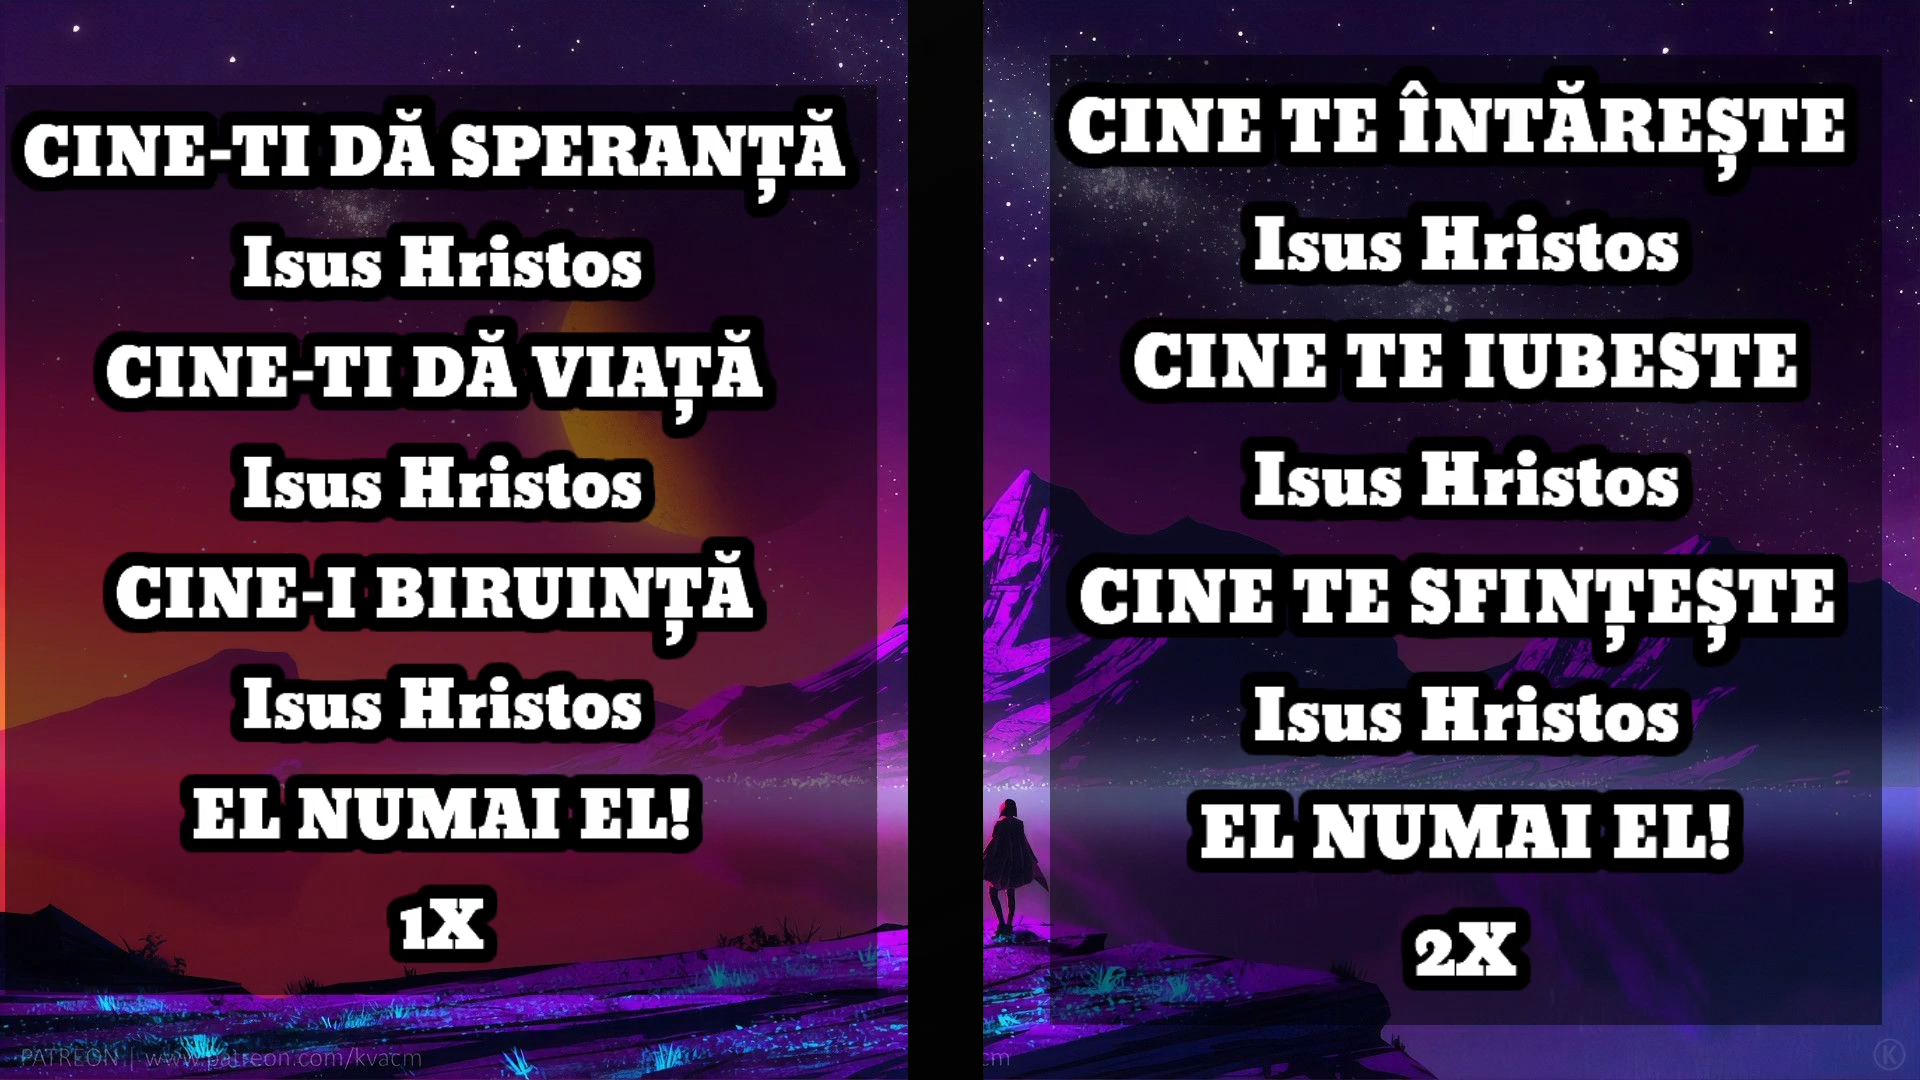 CINE-TI DĂ SPERANȚĂ
Isus Hristos
CINE-TI DĂ VIAȚĂ
Isus Hristos
CINE-I BIRUINȚĂ
Isus Hristos
EL NUMAI EL!
1X
PATREON | www.patreon.com/kvacm
CINE TE ÎNTĂREȘTE
Isus Hristos
CINE TE IUBESTE
Isus Hristos
CINE TE SFINȚEȘTE
Isus Hristos
EL NUMAI EL!
2X
cm
K